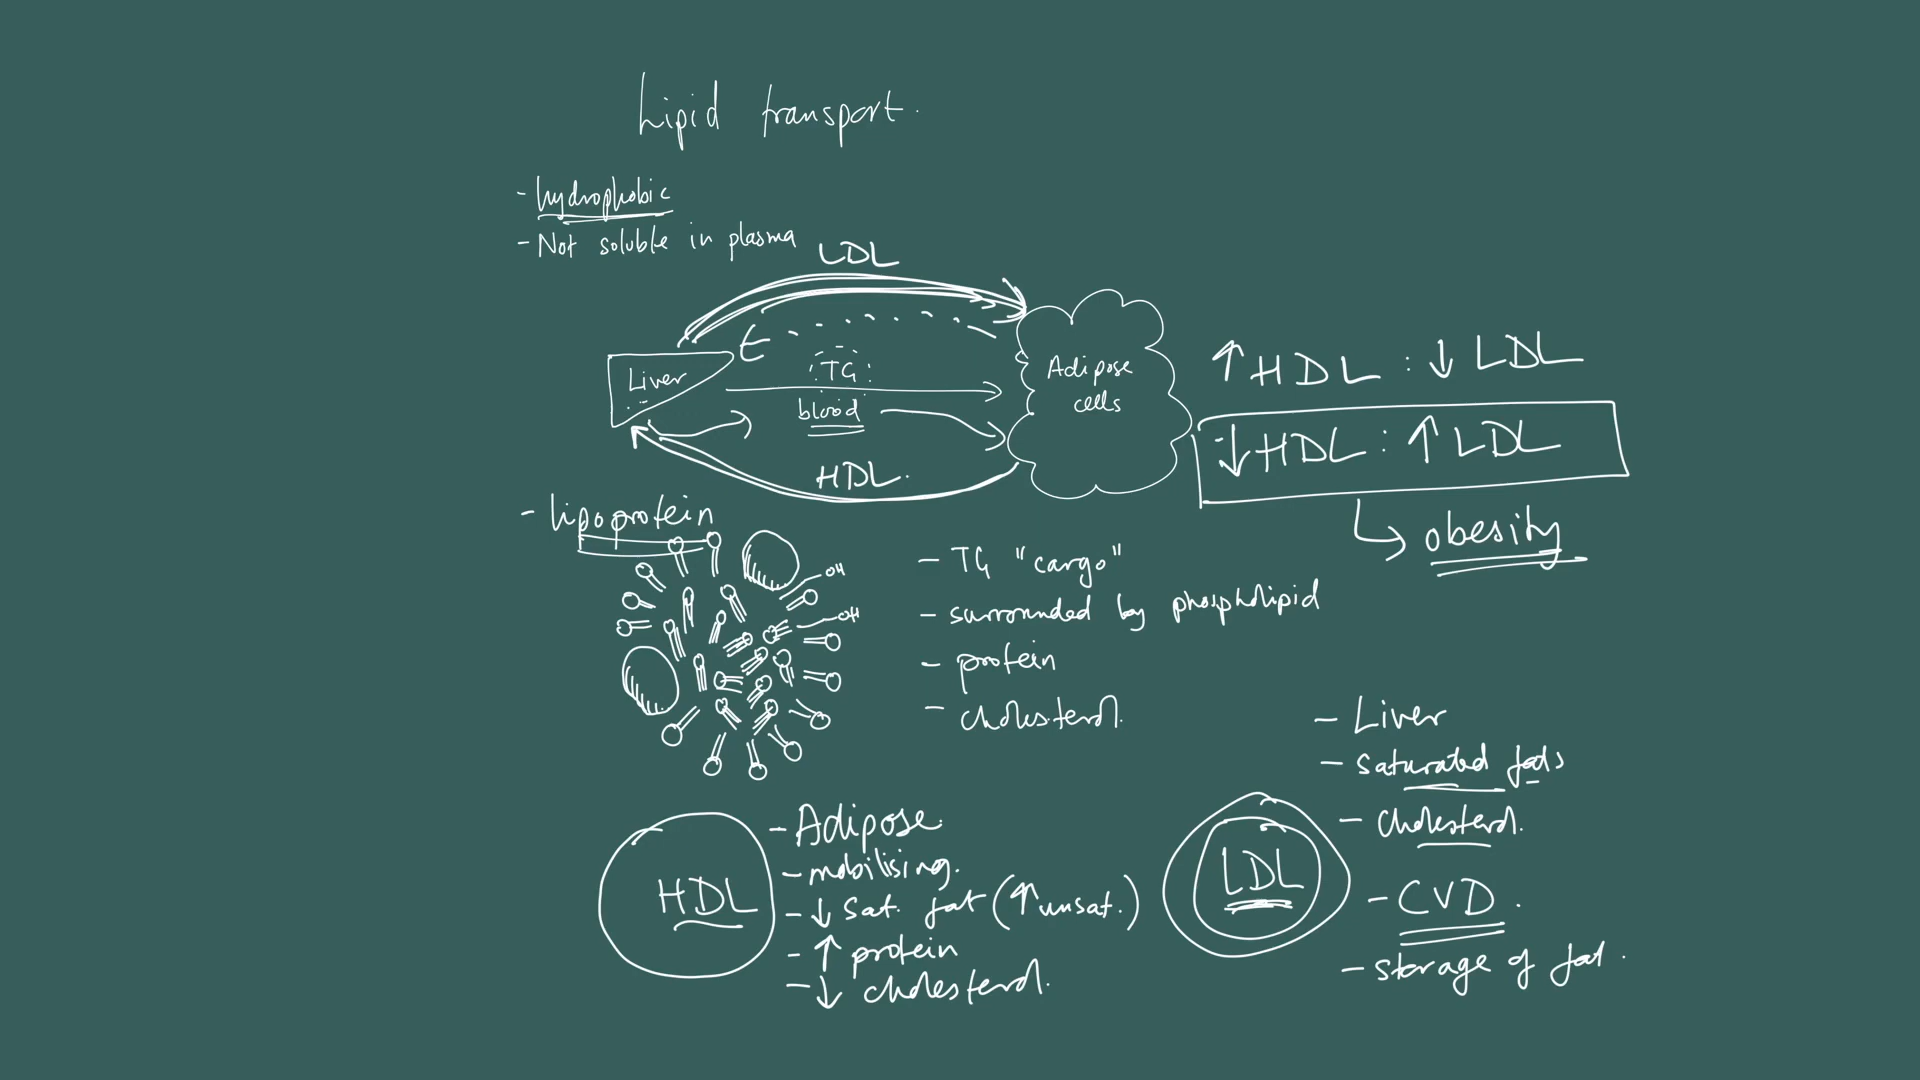 Lipid transport.
- hydrophobic
- Not soluble in plasma
LDL
Liver
TG
blood
Adipose
cells
HDL.
↑HDL : ↓LDL
↓HDL : ↑LDL
↳ obesity
- lipoprotein
OH
OH
- TG "cargo"
- surrounded by phospholipid
- protein
- cholesterol.
HDL
- Adipose.
- mobilising.
- ↓ Sat. fat (↑unsat.)
- ↑ protein
- ↓ cholesterol.
LDL
- Liver
- saturated fats
- cholesterol.
- CVD.
- storage of fat.